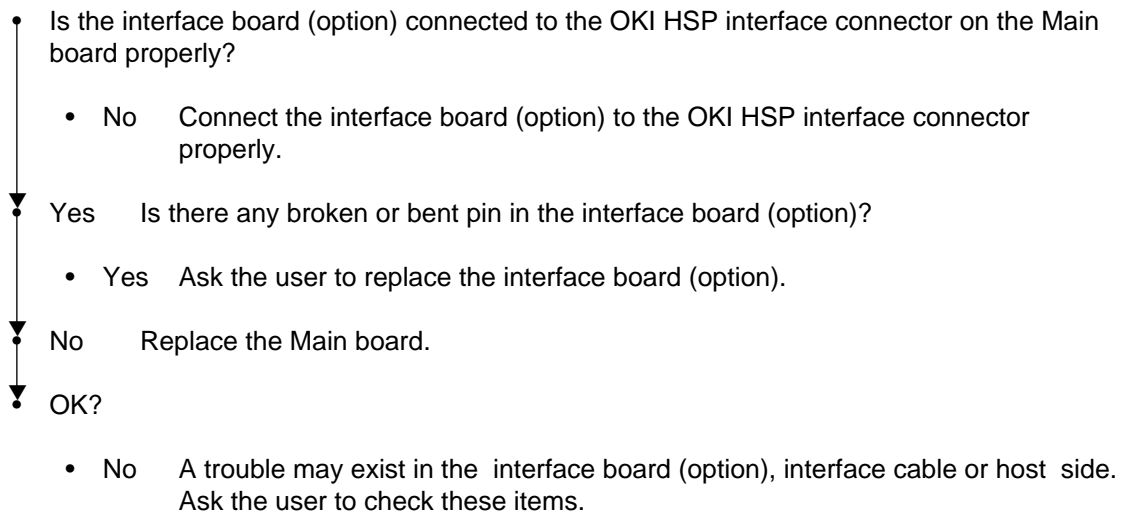 • Is the interface board (option) connected to the OKI HSP interface connector on the Main
board properly?
• No Connect the interface board (option) to the OKI HSP interface connector
properly.
• Yes Is there any broken or bent pin in the interface board (option)?
• Yes Ask the user to replace the interface board (option).
• No Replace the Main board.
• OK?
• No A trouble may exist in the interface board (option), interface cable or host side.
Ask the user to check these items.